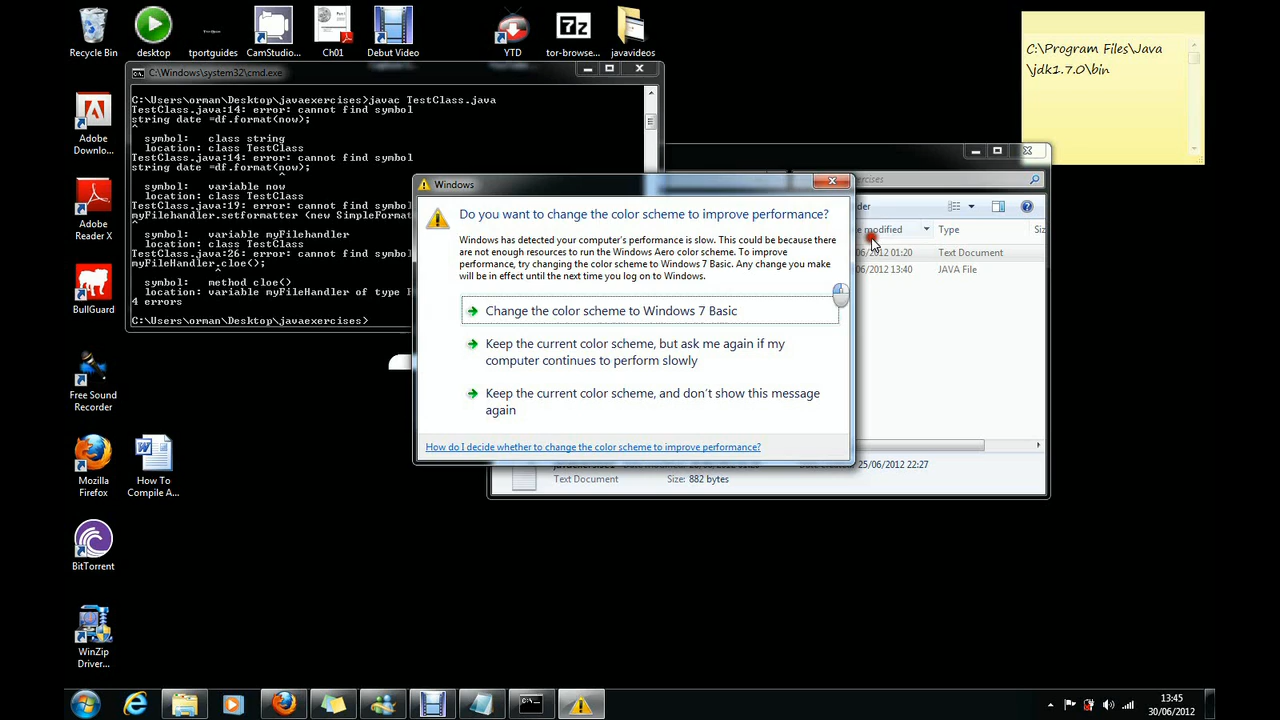 Recycle Bin
desktop
tportguides
CamStudio...
Ch01
Debut Video
YTD
tor-browse...
javavideos
C:\Program Files\Java
\jdk1.7.0\bin
C:\Windows\system32\cmd.exe
C:\Users\orman\Desktop\javaexercises>javac TestClass.java
TestClass.java:14: error: cannot find symbol
string date =df.format(now);
^
symbol: class string
location: class TestClass
TestClass.java:14: error: cannot find symbol
string date =df.format(now);
^
symbol: variable now
location: class TestClass
TestClass.java:19: error: cannot find symbol
myFilehandler.setformatter (new SimpleFormat
^
symbol: variable myFilehandler
location: class TestClass
TestClass.java:26: error: cannot find symbol
myFileHandler.cloe();
^
symbol: method cloe()
location: variable myFileHandler of type F
4 errors
C:\Users\orman\Desktop\javaexercises>
Adobe
Downlo...
Adobe
Reader X
BullGuard
Free Sound
Recorder
Mozilla
Firefox
How To
Compile A...
BitTorrent
WinZip
Driver...
Windows
Do you want to change the color scheme to improve performance?
Windows has detected your computer's performance is slow. This could be because there
are not enough resources to run the Windows Aero color scheme. To improve
performance, try changing the color scheme to Windows 7 Basic. Any change you make
will be in effect until the next time you log on to Windows.
Change the color scheme to Windows 7 Basic
Keep the current color scheme, but ask me again if my
computer continues to perform slowly
Keep the current color scheme, and don't show this message
again
How do I decide whether to change the color scheme to improve performance?
ercises
der
e modified Type Siz
06/2012 01:20 Text Document
06/2012 13:40 JAVA File
25/06/2012 22:27
Text Document Size: 882 bytes
13:45
30/06/2012